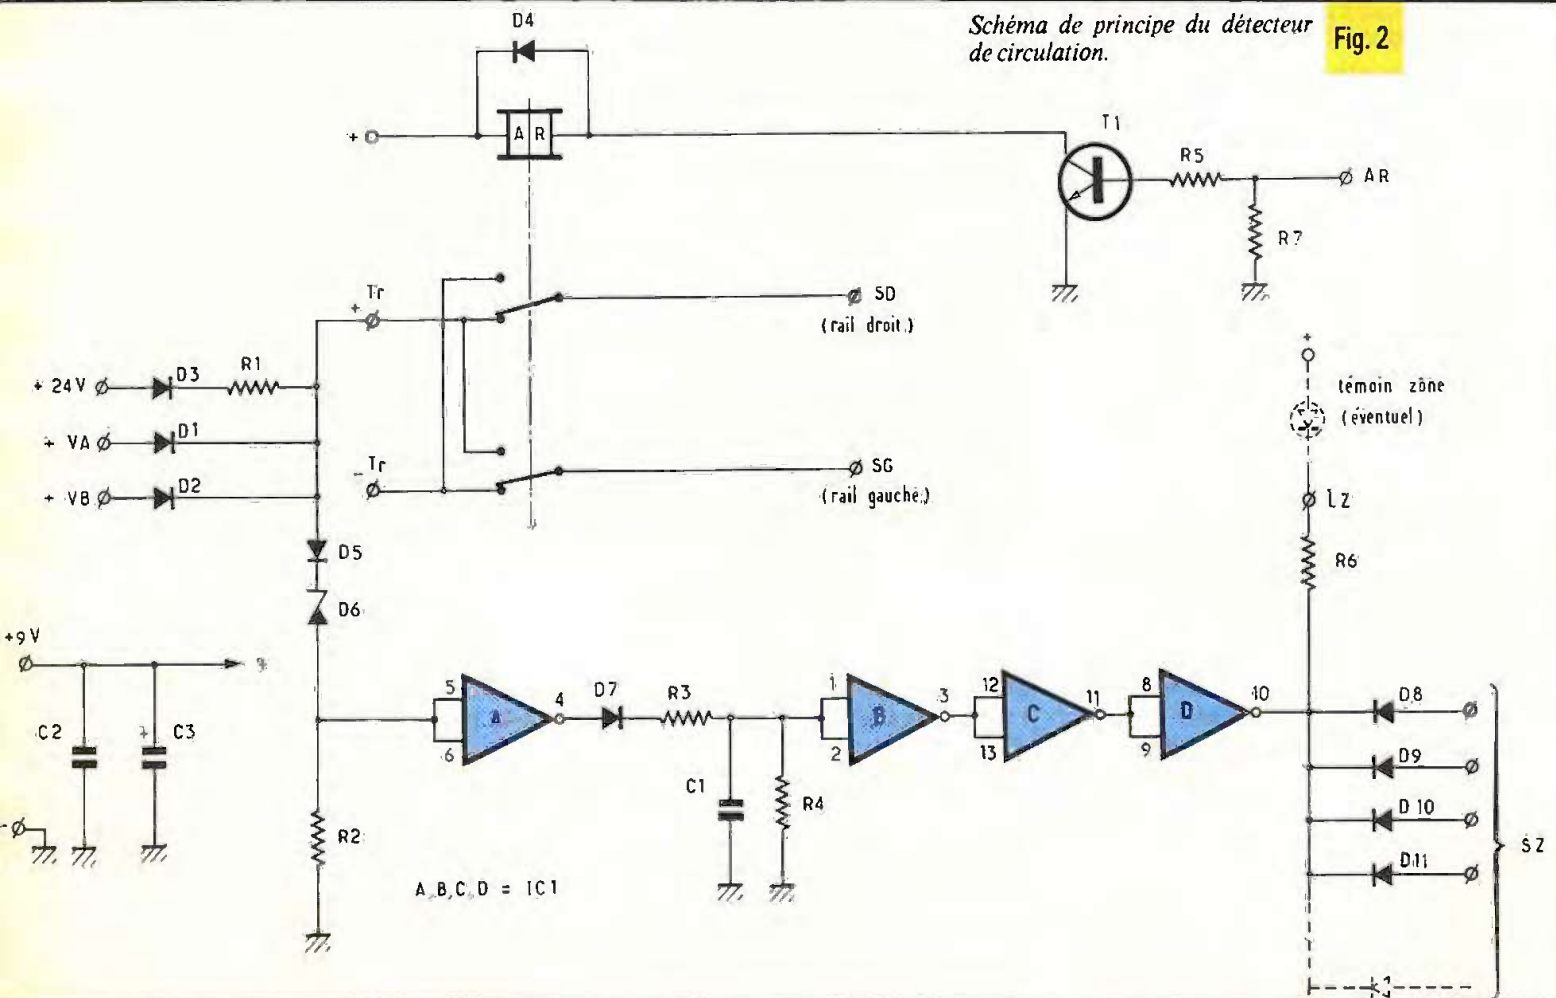 Schéma de principe du détecteur
de circulation.
Fig. 2
D4
+
A R
T1
R5
AR
R7
+ Tr
SD
(rail droit.)
+ 24V
D3
R1
+ VA
D1
+ VB
D2
- Tr
SG
(rail gauche.)
+
témoin zône
(éventuel)
LZ
R6
D5
D6
+9V
C2
+
C3
-
R2
5
6
A
4
D7
R3
C1
R4
1
2
B
3
12
13
C
11
8
9
D
10
D8
D9
D10
D11
SZ
A,B,C,D = IC1